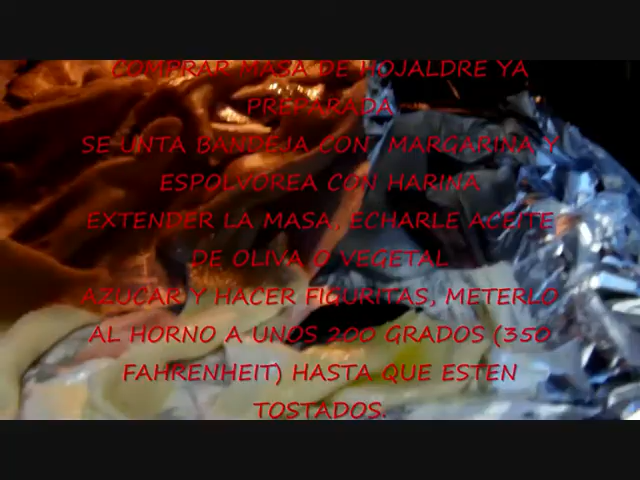 COMPRAR MASA DE HOJALDRE YA
PREPARADA
SE UNTA BANDEJA CON MARGARINA Y
ESPOLVOREA CON HARINA
EXTENDER LA MASA, ECHARLE ACEITE
DE OLIVA O VEGETAL
AZUCAR Y HACER FIGURITAS, METERLO
AL HORNO A UNOS 200 GRADOS (350
FAHRENHEIT) HASTA QUE ESTEN
TOSTADOS.